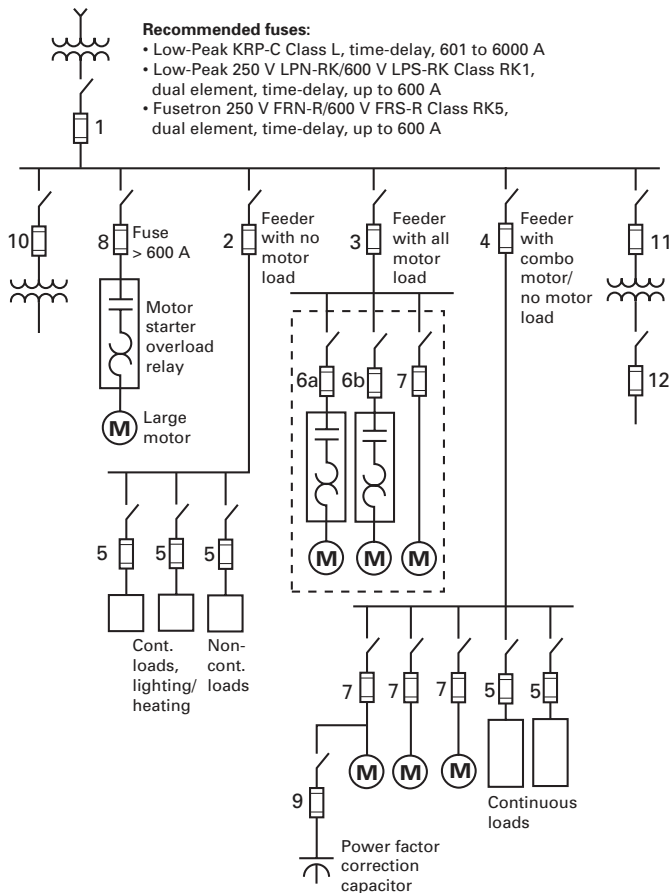 Recommended fuses:
• Low-Peak KRP-C Class L, time-delay, 601 to 6000 A
• Low-Peak 250 V LPN-RK/600 V LPS-RK Class RK1,
dual element, time-delay, up to 600 A
• Fusetron 250 V FRN-R/600 V FRS-R Class RK5,
dual element, time-delay, up to 600 A
1
10
8
Fuse
> 600 A
2
Feeder
with no
motor
load
3
Feeder
with all
motor
load
4
Feeder
with
combo
motor/
no motor
load
11
12
Motor
starter
overload
relay
M
Large
motor
6a
6b
7
M
M
M
5
5
5
Cont.
loads,
lighting/
heating
Non-
cont.
loads
7
7
7
5
5
M
M
M
Continuous
loads
9
Power factor
correction
capacitor